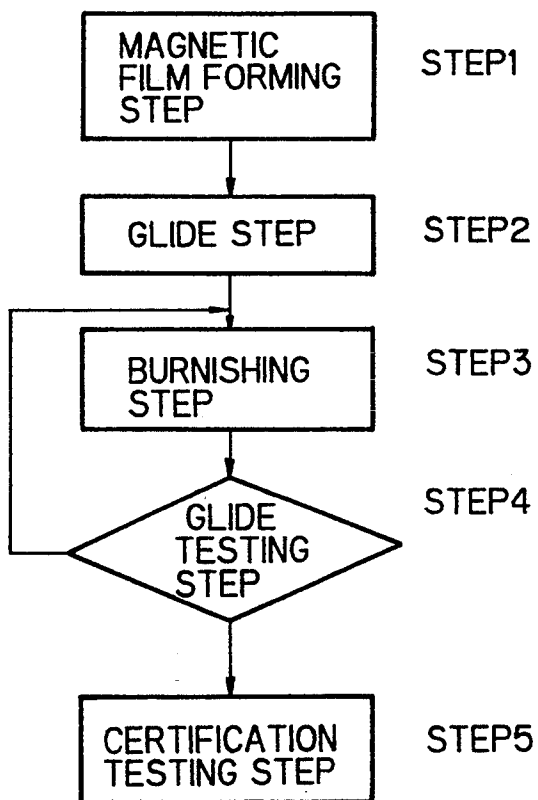 MAGNETIC
FILM FORMING
STEP
STEP1
GLIDE STEP
STEP2
BURNISHING
STEP
STEP3
GLIDE
TESTING
STEP
STEP4
CERTIFICATION
TESTING STEP
STEP5